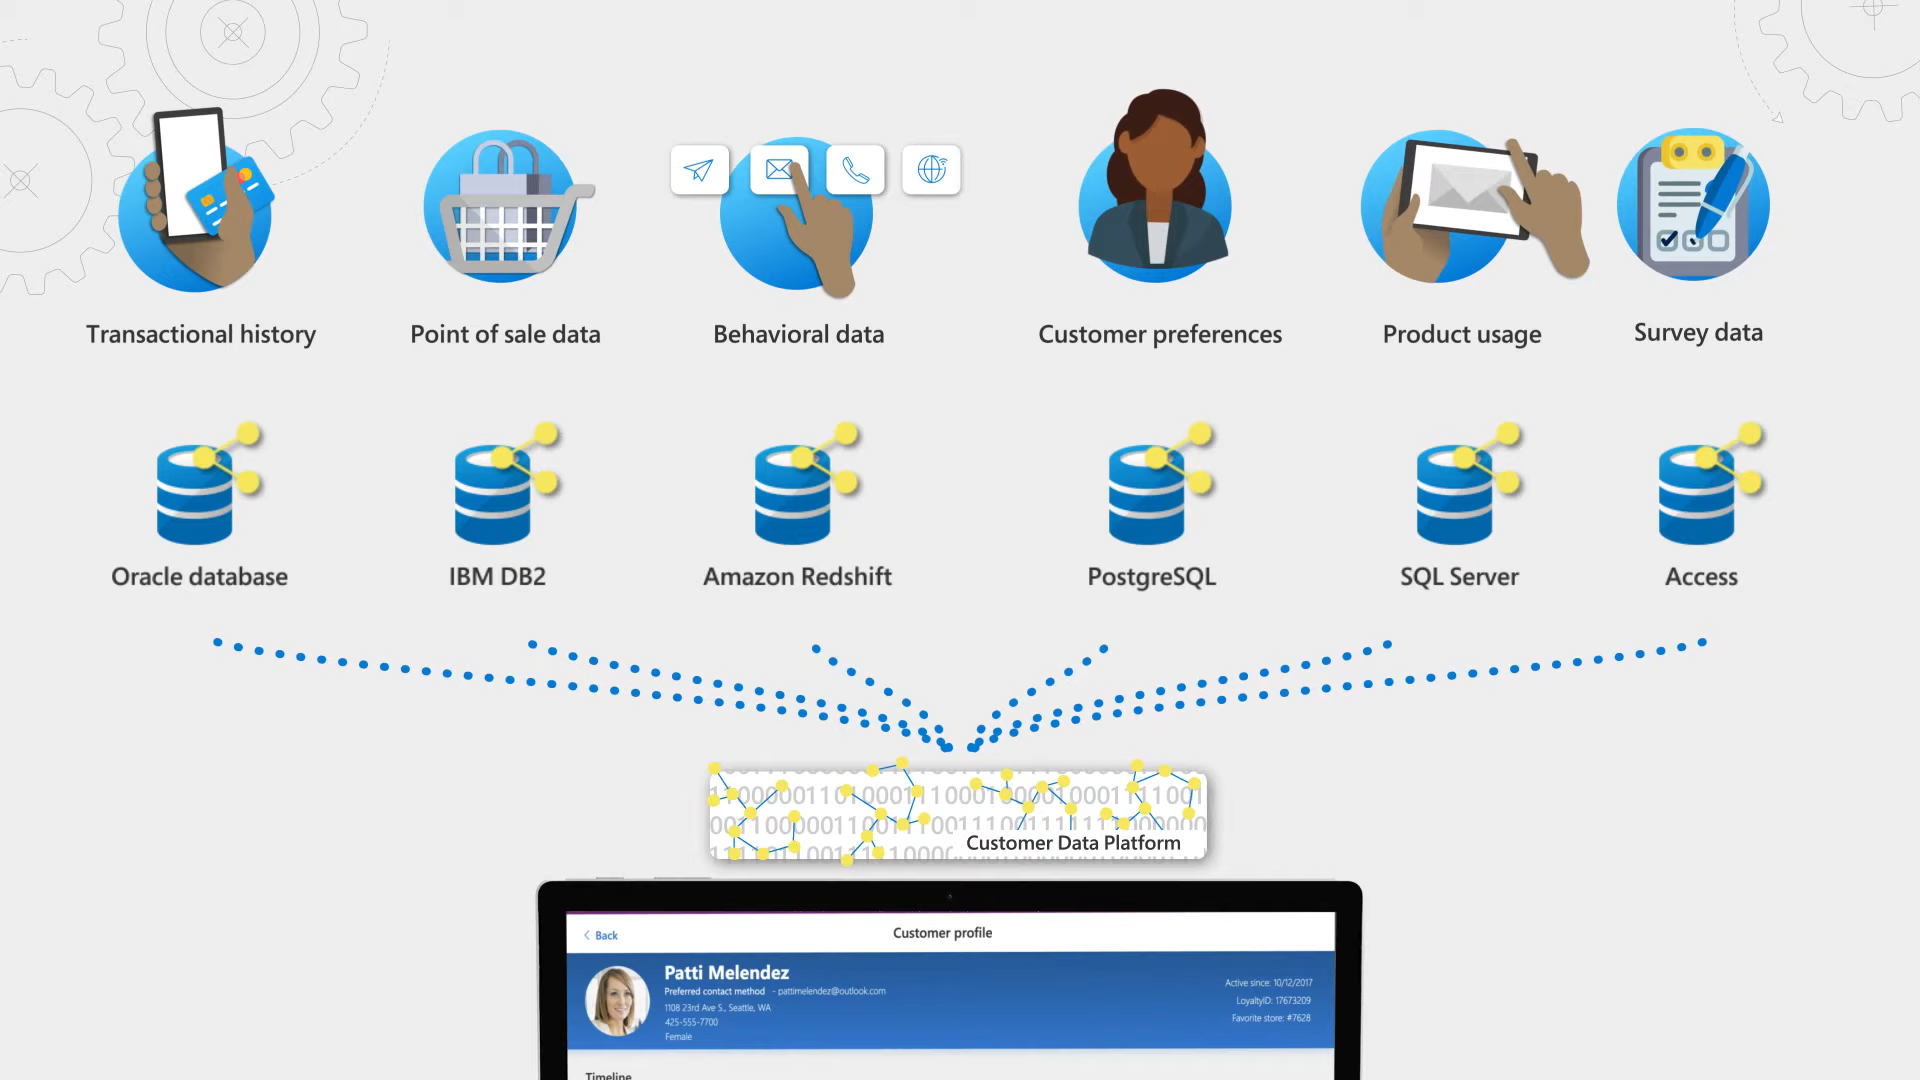 Transactional history
Point of sale data
Behavioral data
Customer preferences
Product usage
Survey data
Oracle database
IBM DB2
Amazon Redshift
PostgreSQL
SQL Server
Access
Customer Data Platform
Back
Customer profile
Patti Melendez
Preferred contact method - pattimelendez@outlook.com
1108 23rd Ave S., Seattle, WA
425-555-7700
Female
Active since: 10/12/2017
LoyaltyID: 17673209
Favorite store: #7628
Timeline